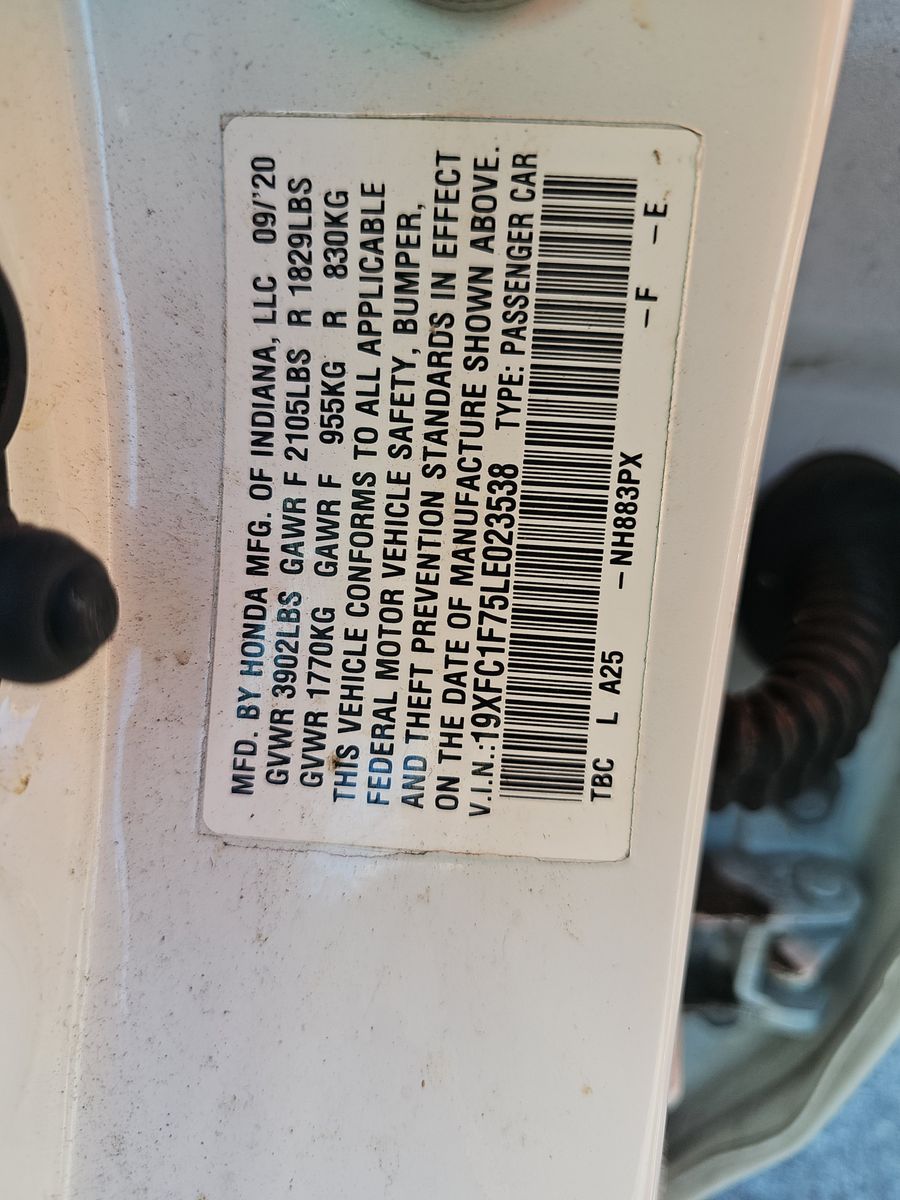 MFD. BY HONDA MFG. OF INDIANA, LLC 09/'20
GVWR 3902LBS GAWR F 2105LBS R 1829LBS
GVWR 1770KG GAWR F 955KG R 830KG
THIS VEHICLE CONFORMS TO ALL APPLICABLE
FEDERAL MOTOR VEHICLE SAFETY, BUMPER,
AND THEFT PREVENTION STANDARDS IN EFFECT
ON THE DATE OF MANUFACTURE SHOWN ABOVE.
V.I.N.:19XFC1F75LE023538 TYPE: PASSENGER CAR
TBC L A25 –NH883PX –F –E